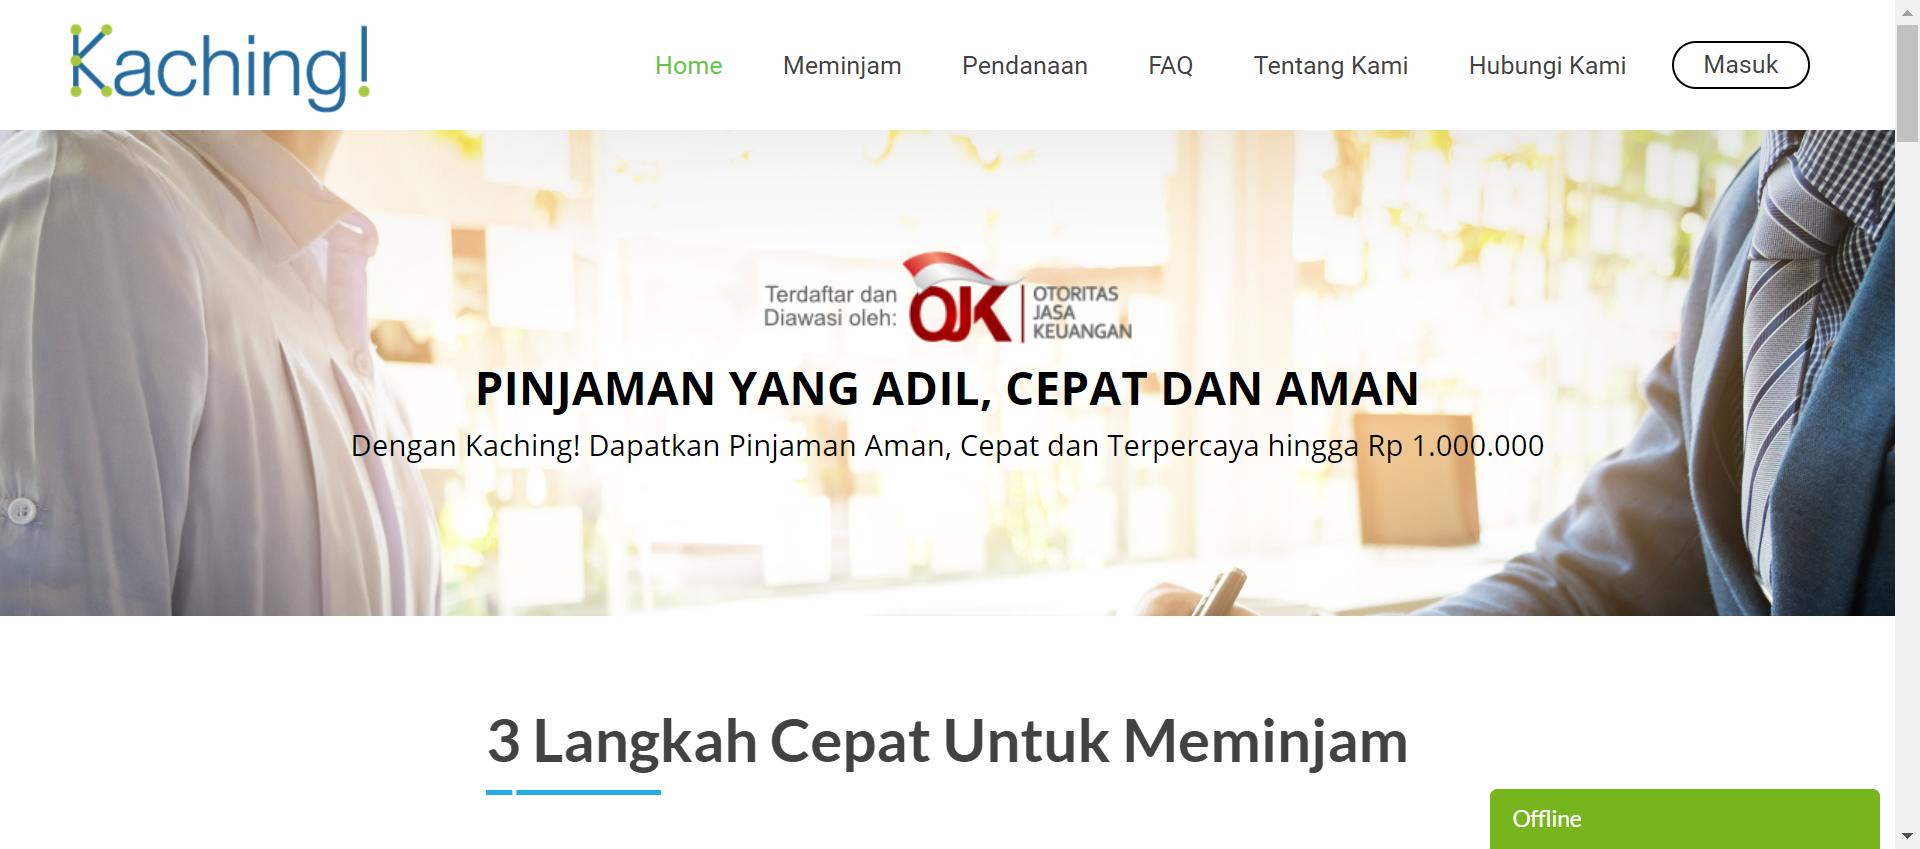 Kaching!
Home Meminjam Pendanaan FAQ Tentang Kami Hubungi Kami Masuk
Terdaftar dan
Diawasi oleh:
OJK
OTORITAS
JASA
KEUANGAN
PINJAMAN YANG ADIL, CEPAT DAN AMAN
Dengan Kaching! Dapatkan Pinjaman Aman, Cepat dan Terpercaya hingga Rp 1.000.000
3 Langkah Cepat Untuk Meminjam
Offline